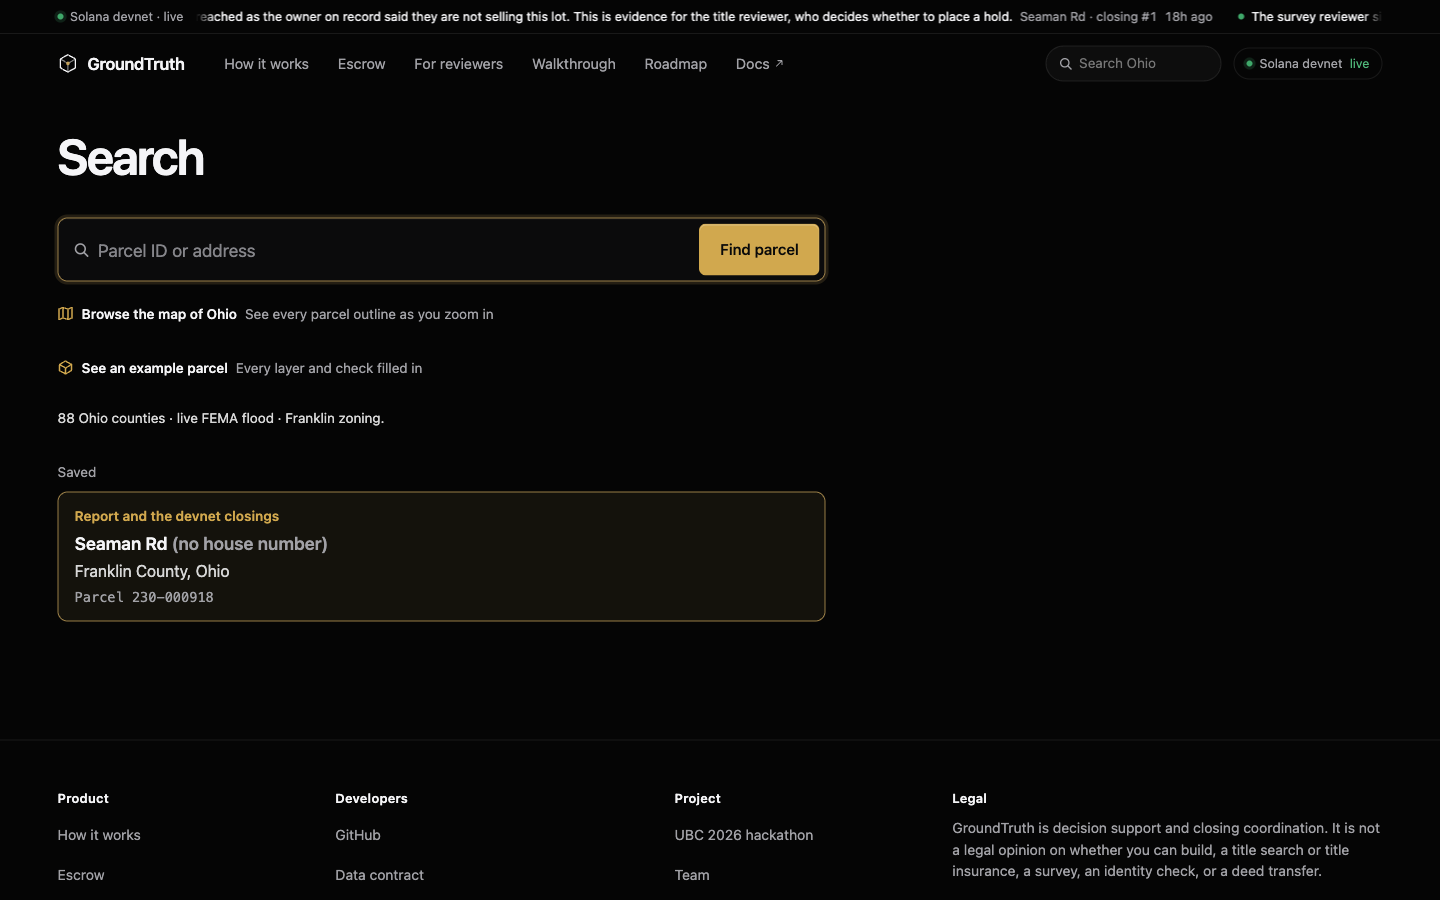 Solana devnet · live eached as the owner on record said they are not selling this lot. This is evidence for the title reviewer, who decides whether to place a hold. Seaman Rd · closing #1 18h ago The survey reviewer
GroundTruth How it works Escrow For reviewers Walkthrough Roadmap Docs ↗ Search Ohio Solana devnet live
Search
Parcel ID or address Find parcel
Browse the map of Ohio See every parcel outline as you zoom in
See an example parcel Every layer and check filled in
88 Ohio counties · live FEMA flood · Franklin zoning.
Saved
Report and the devnet closings
Seaman Rd (no house number)
Franklin County, Ohio
Parcel 230-000918
Product Developers Project Legal
How it works GitHub UBC 2026 hackathon GroundTruth is decision support and closing coordination. It is not
a legal opinion on whether you can build, a title search or title
Escrow Data contract Team insurance, a survey, an identity check, or a deed transfer.